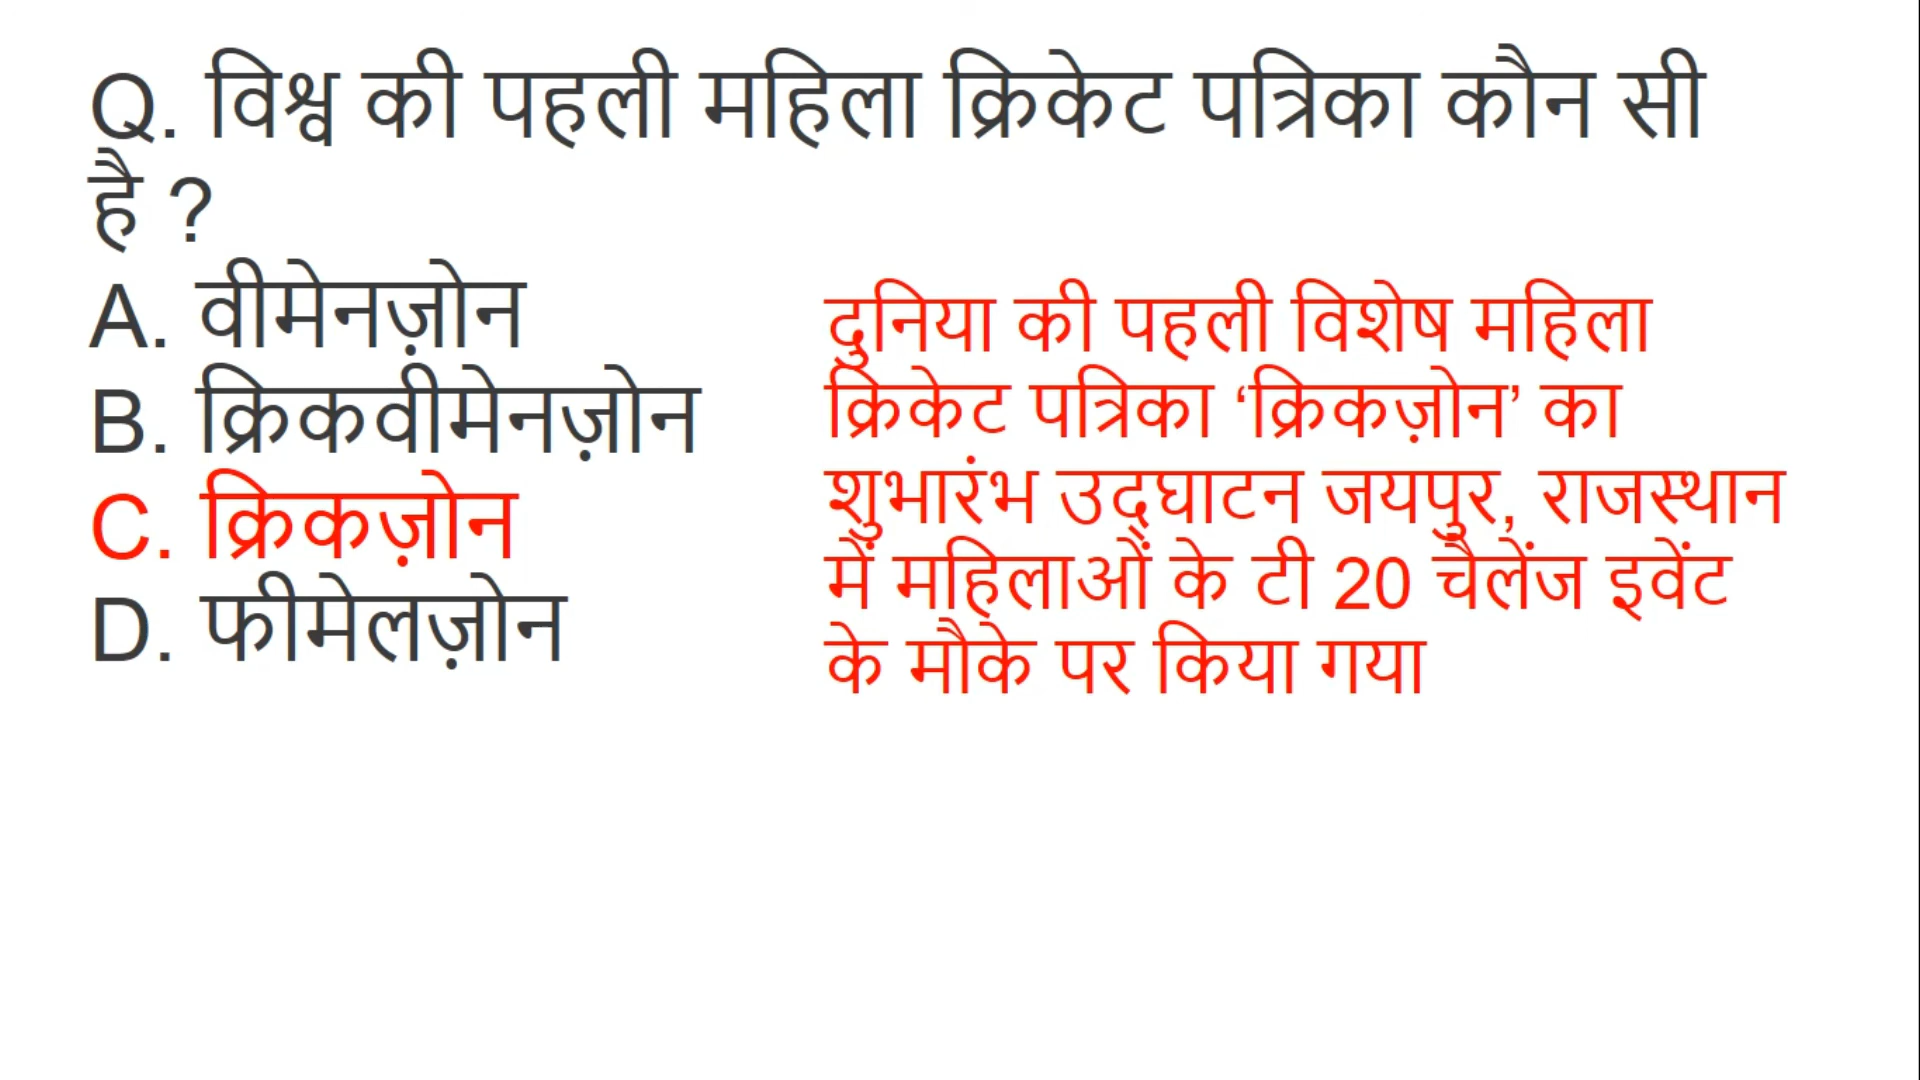 Q. विश्व की पहली महिला क्रिकेट पत्रिका कौन सी
है ?
A. वीमेनज़ोन
B. क्रिकवीमेनज़ोन
C. क्रिकज़ोन
D. फीमेलज़ोन
दुनिया की पहली विशेष महिला
क्रिकेट पत्रिका ‘क्रिकज़ोन’ का
शुभारंभ उद्घाटन जयपुर, राजस्थान
में महिलाओं के टी 20 चैलेंज इवेंट
के मौके पर किया गया